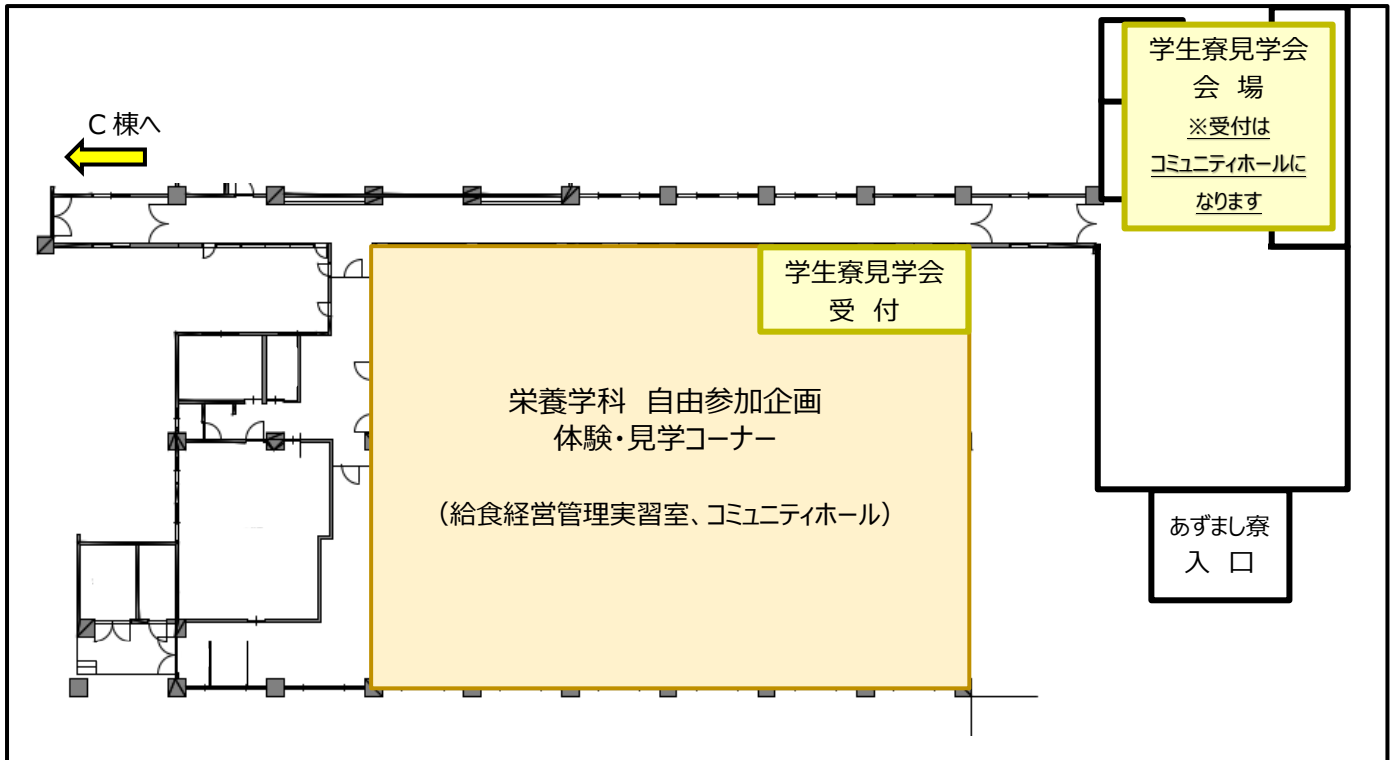 C棟へ
学生寮見学会
会 場
※受付は
コミュニティホールに
なります
学生寮見学会
受 付
栄養学科 自由参加企画
体験・見学コーナー
(給食経営管理実習室、コミュニティホール)
あずまし寮
入 口